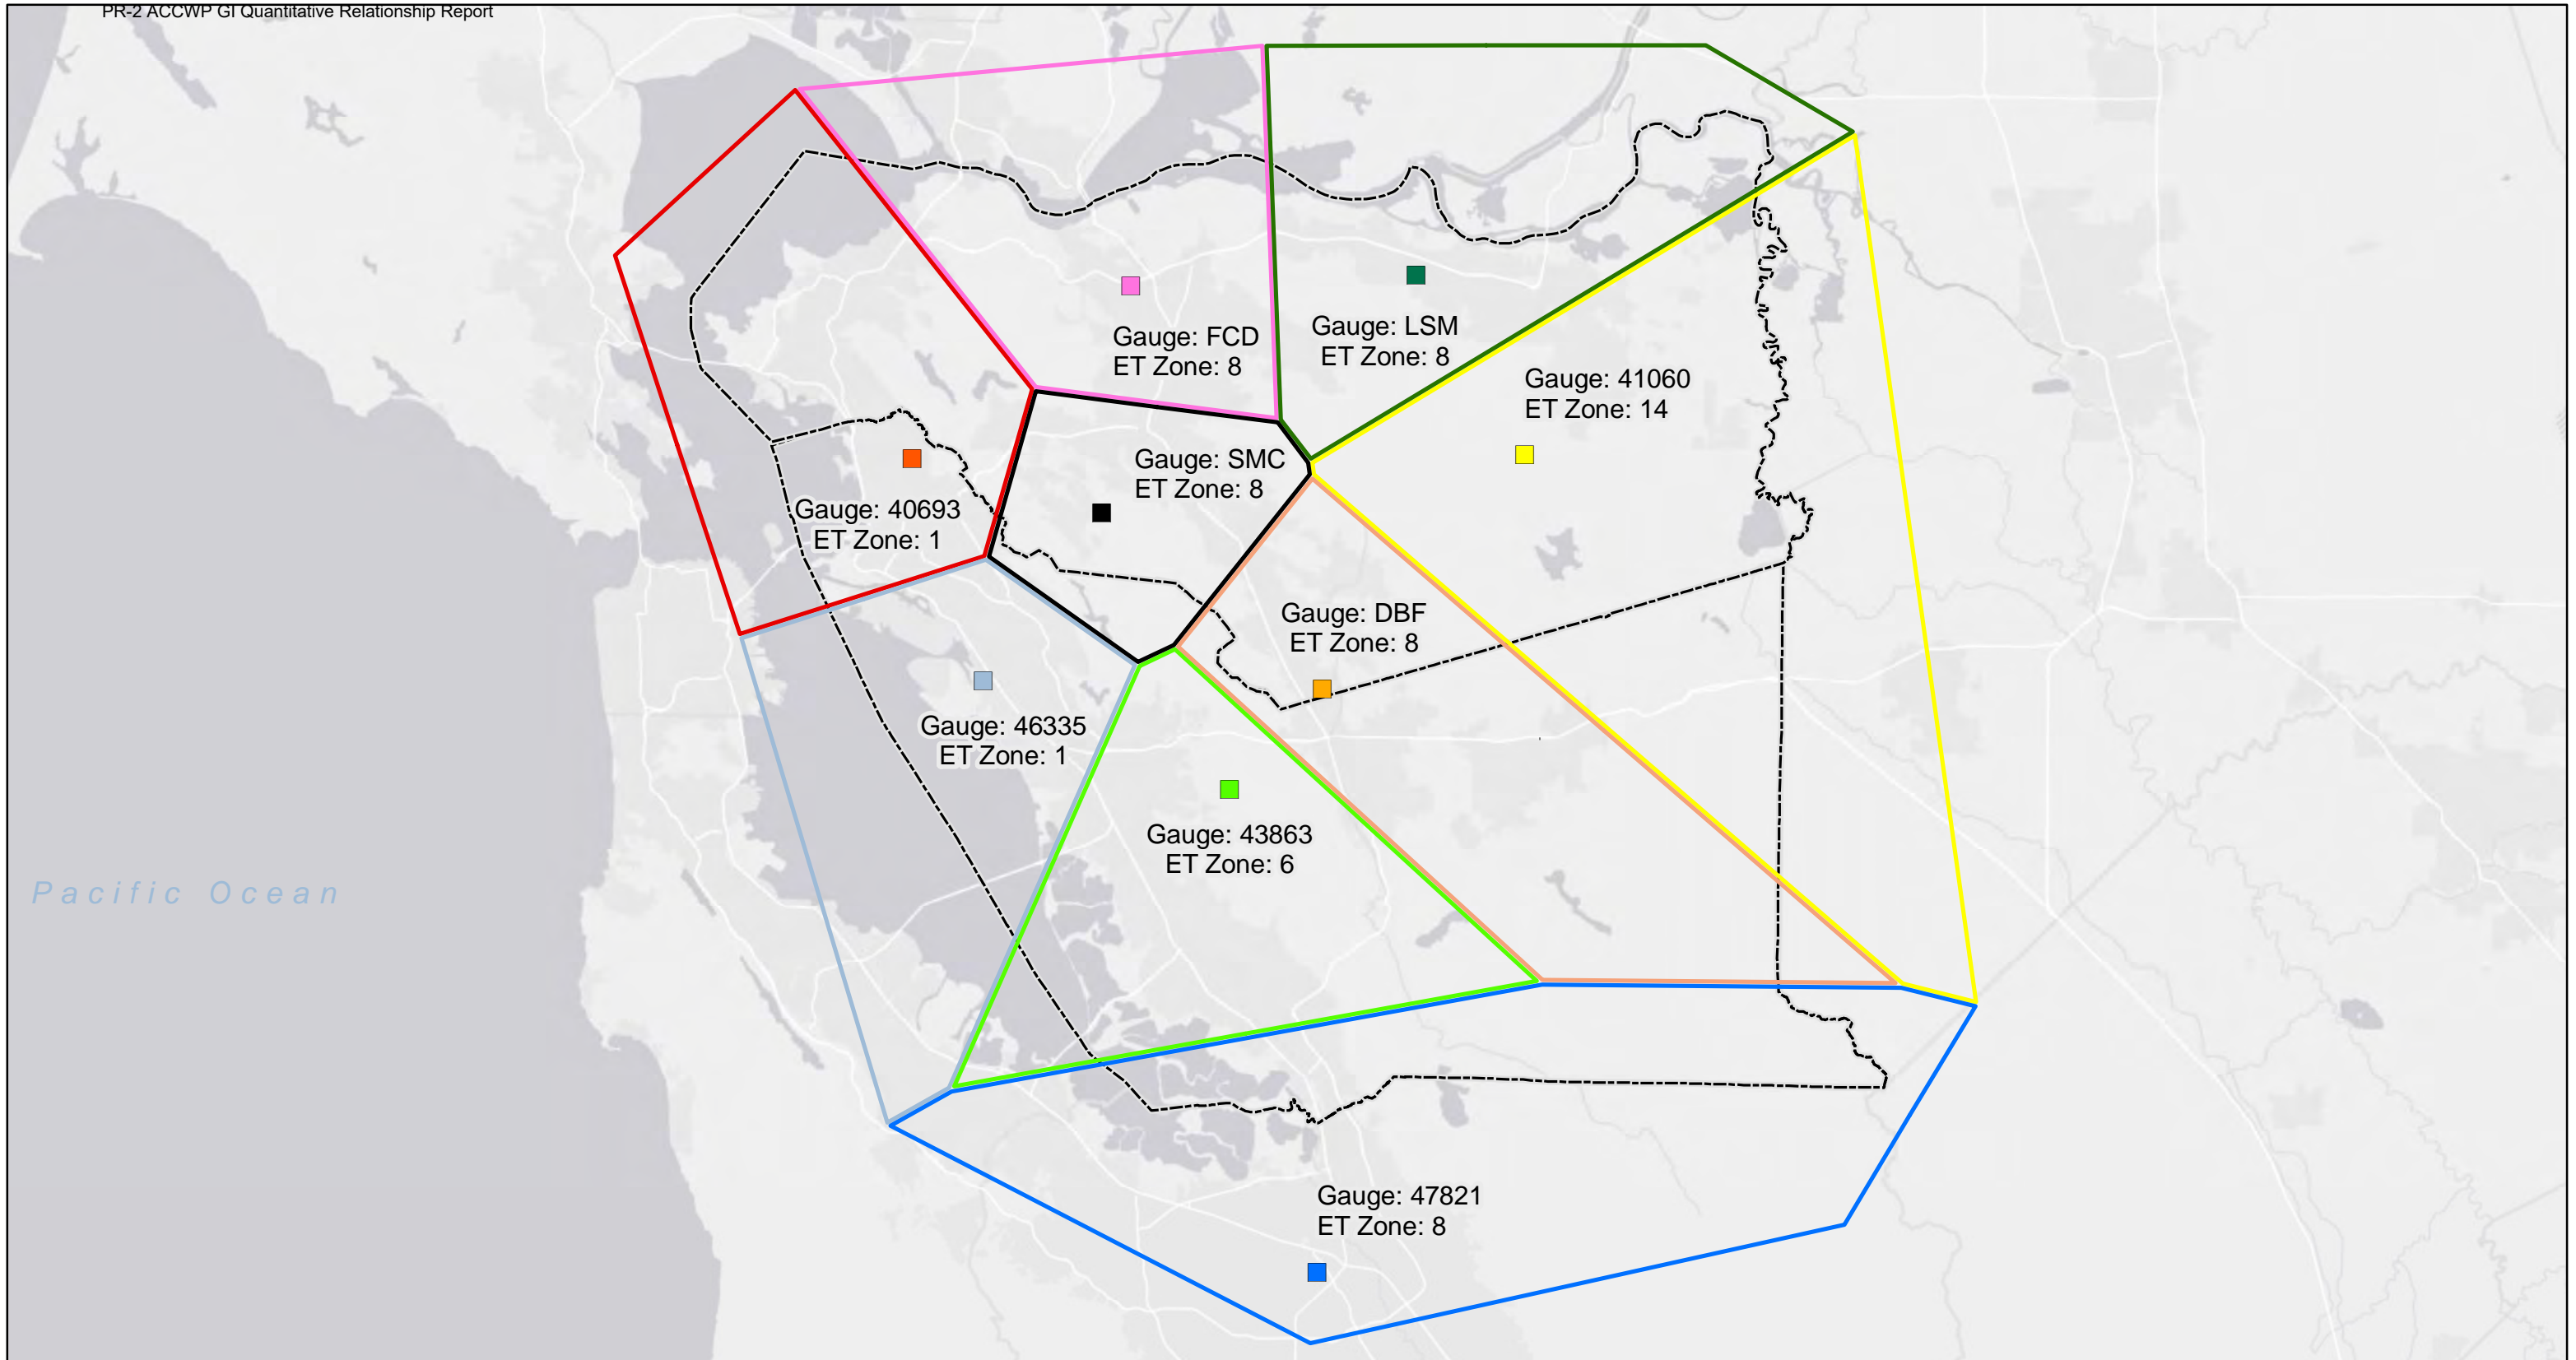 PR-2 ACCWP GI Quantitative Relationship Report
Gauge: FCD
ET Zone: 8
Gauge: LSM
ET Zone: 8
Gauge: 41060
ET Zone: 14
Gauge: SMC
ET Zone: 8
Gauge: 40693
ET Zone: 1
Gauge: DBF
ET Zone: 8
Gauge: 46335
ET Zone: 1
Gauge: 43863
ET Zone: 6
Pacific Ocean
Gauge: 47821
ET Zone: 8